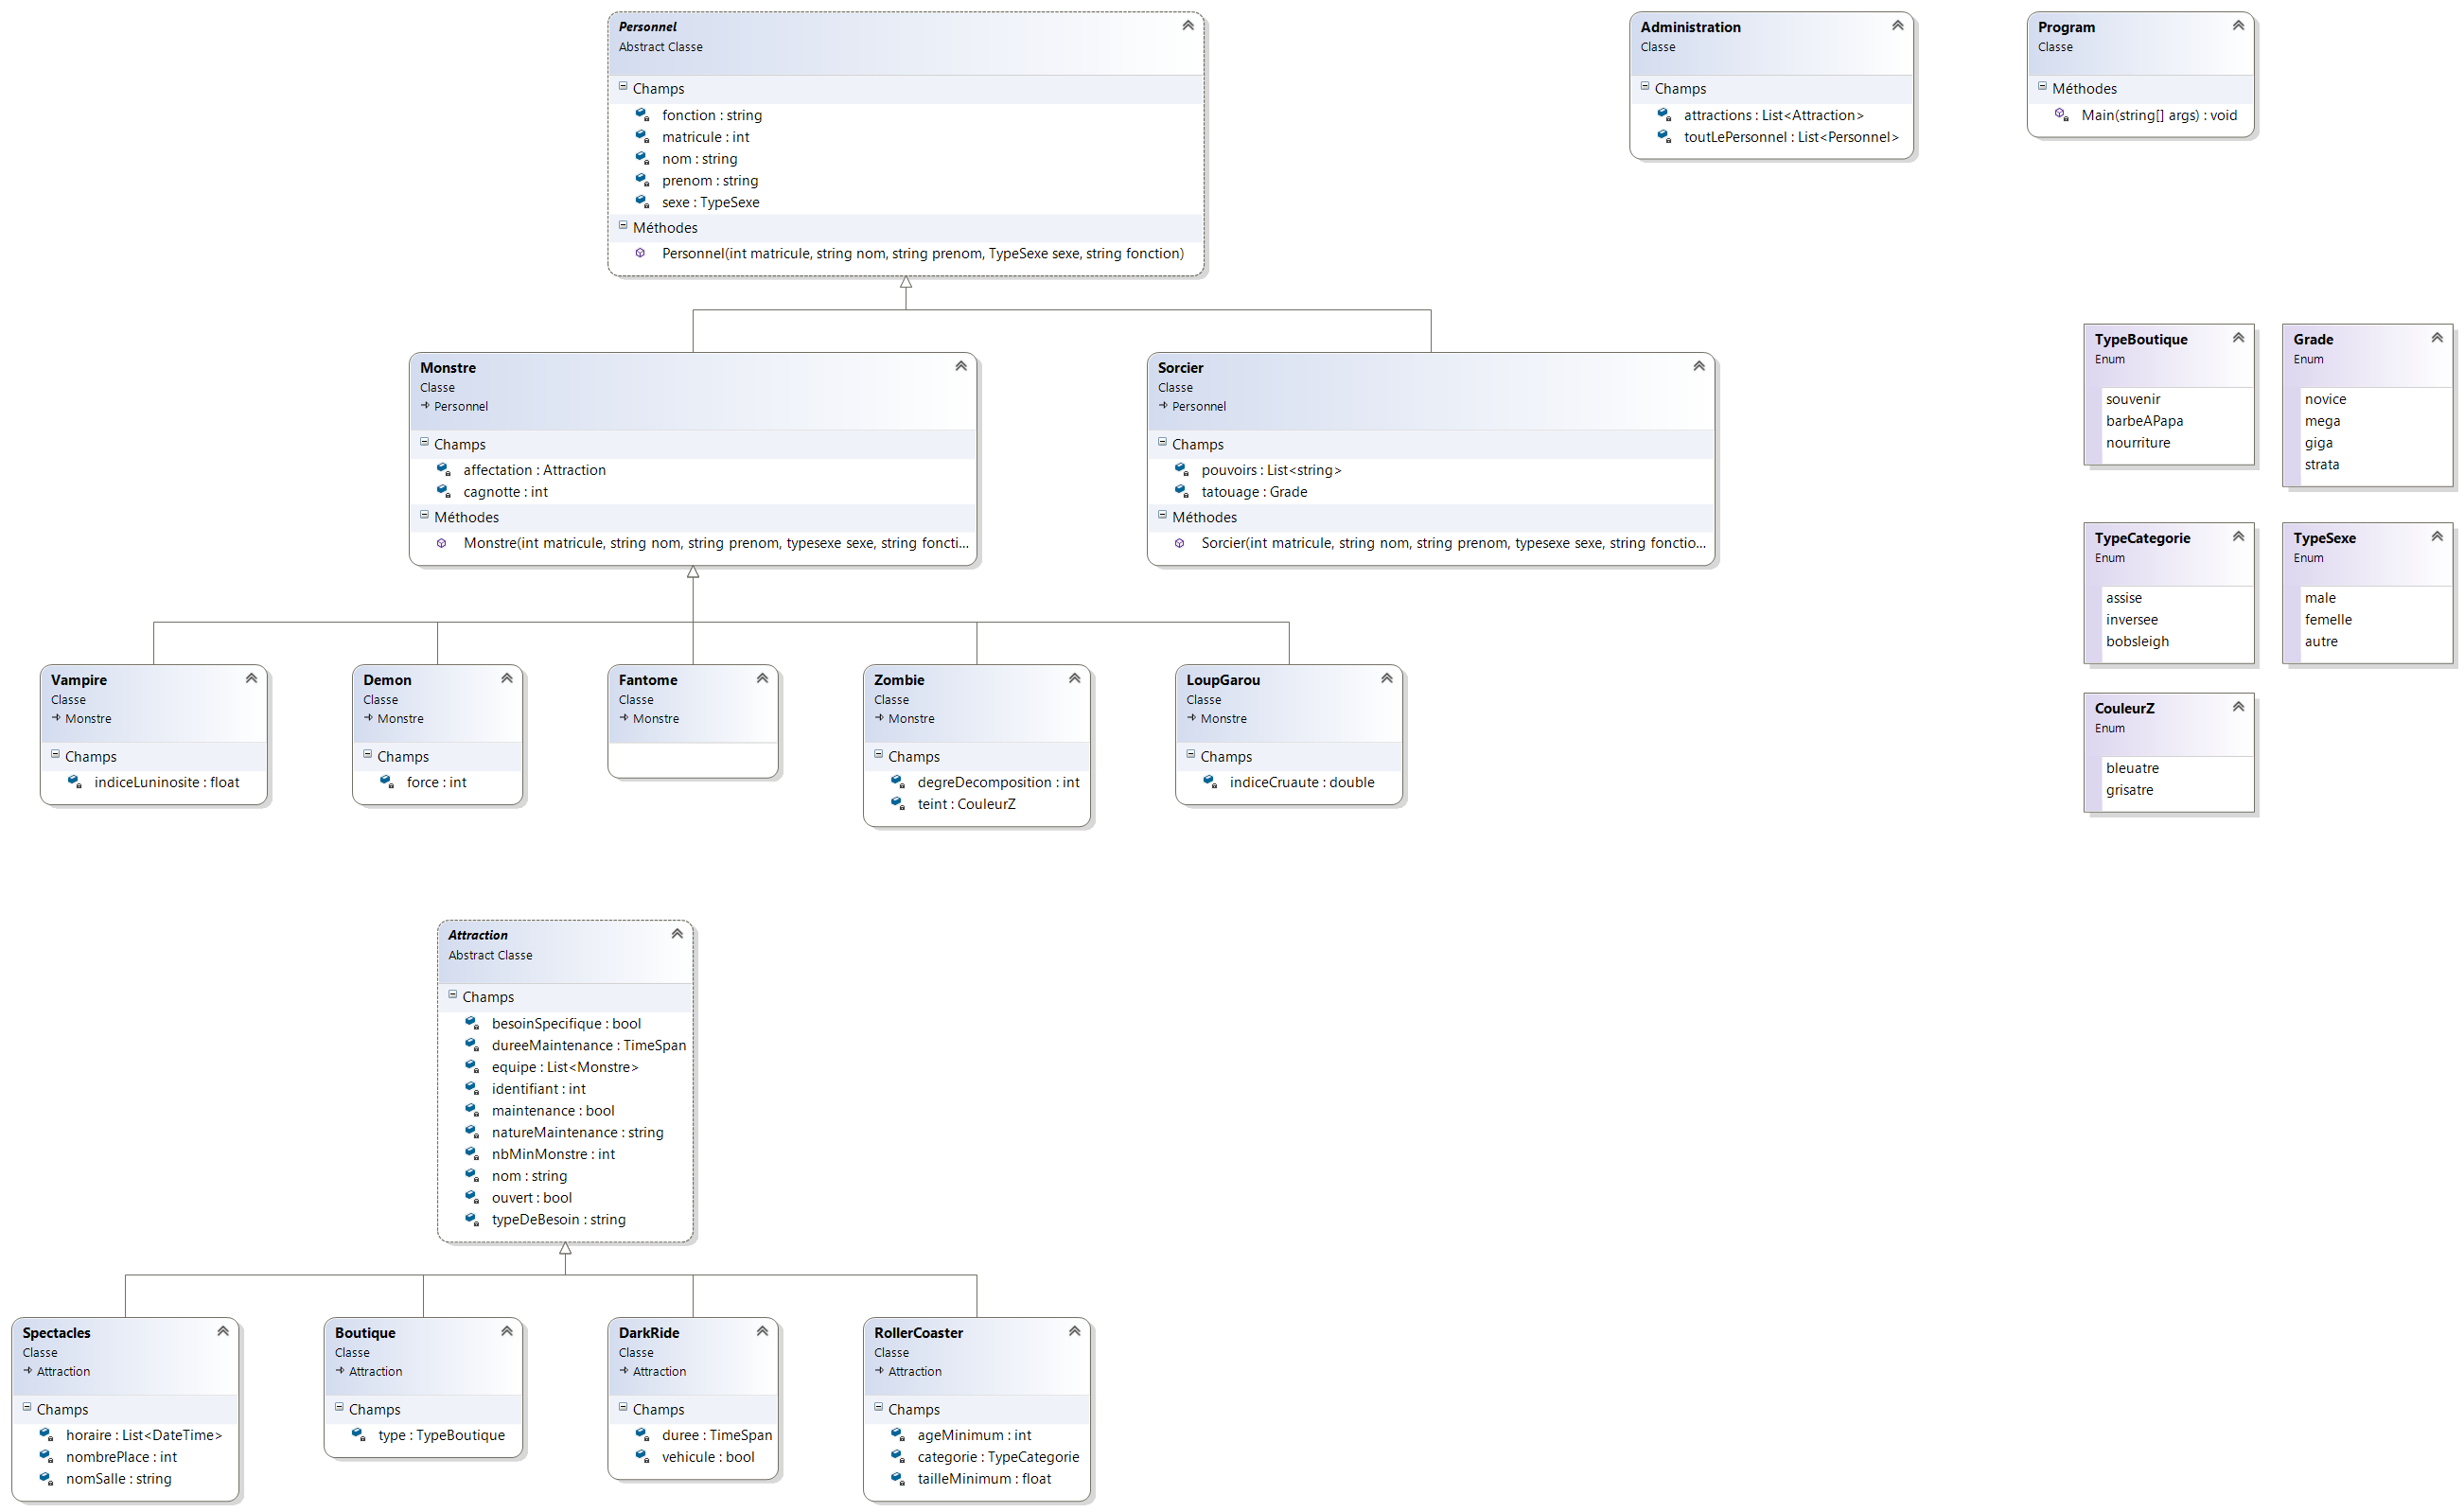 Personnel
Abstract Classe
Champs
fonction : string
matricule : int
nom : string
prenom : string
sexe : TypeSexe
Méthodes
Personnel(int matricule, string nom, string prenom, TypeSexe sexe, string fonction)
Administration
Classe
Champs
attractions : List<Attraction>
toutLePersonnel : List<Personnel>
Program
Classe
Méthodes
Main(string[] args) : void
Monstre
Classe
Personnel
Champs
affectation : Attraction
cagnotte : int
Méthodes
Monstre(int matricule, string nom, string prenom, typesexe sexe, string foncti...
Sorcier
Classe
Personnel
Champs
pouvoirs : List<string>
tatouage : Grade
Méthodes
Sorcier(int matricule, string nom, string prenom, typesexe sexe, string fonctio...
TypeBoutique
Enum
souvenir
barbeAPapa
nourriture
Grade
Enum
novice
mega
giga
strata
TypeCategorie
Enum
assise
inversee
bobsleigh
TypeSexe
Enum
male
femelle
autre
CouleurZ
Enum
bleuatre
grisatre
Vampire
Classe
Monstre
Champs
indiceLuninosite : float
Demon
Classe
Monstre
Champs
force : int
Fantome
Classe
Monstre
Zombie
Classe
Monstre
Champs
degreDecomposition : int
teint : CouleurZ
LoupGarou
Classe
Monstre
Champs
indiceCruaute : double
Attraction
Abstract Classe
Champs
besoinSpecifique : bool
dureeMaintenance : TimeSpan
equipe : List<Monstre>
identifiant : int
maintenance : bool
natureMaintenance : string
nbMinMonstre : int
nom : string
ouvert : bool
typeDeBesoin : string
Spectacles
Classe
Attraction
Champs
horaire : List<DateTime>
nombrePlace : int
nomSalle : string
Boutique
Classe
Attraction
Champs
type : TypeBoutique
DarkRide
Classe
Attraction
Champs
duree : TimeSpan
vehicule : bool
RollerCoaster
Classe
Attraction
Champs
ageMinimum : int
categorie : TypeCategorie
tailleMinimum : float